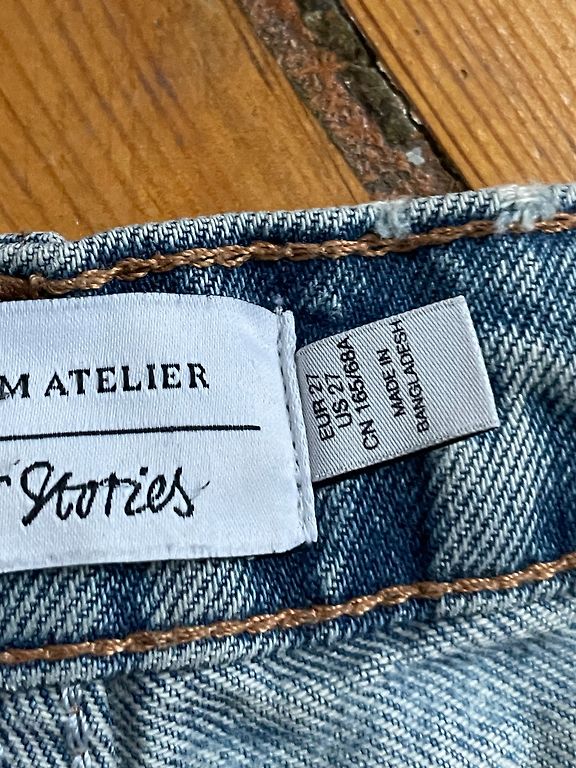 M ATELIER
Stories
EUR 27
US 27
CN 165/68A
MADE IN
BANGLADESH